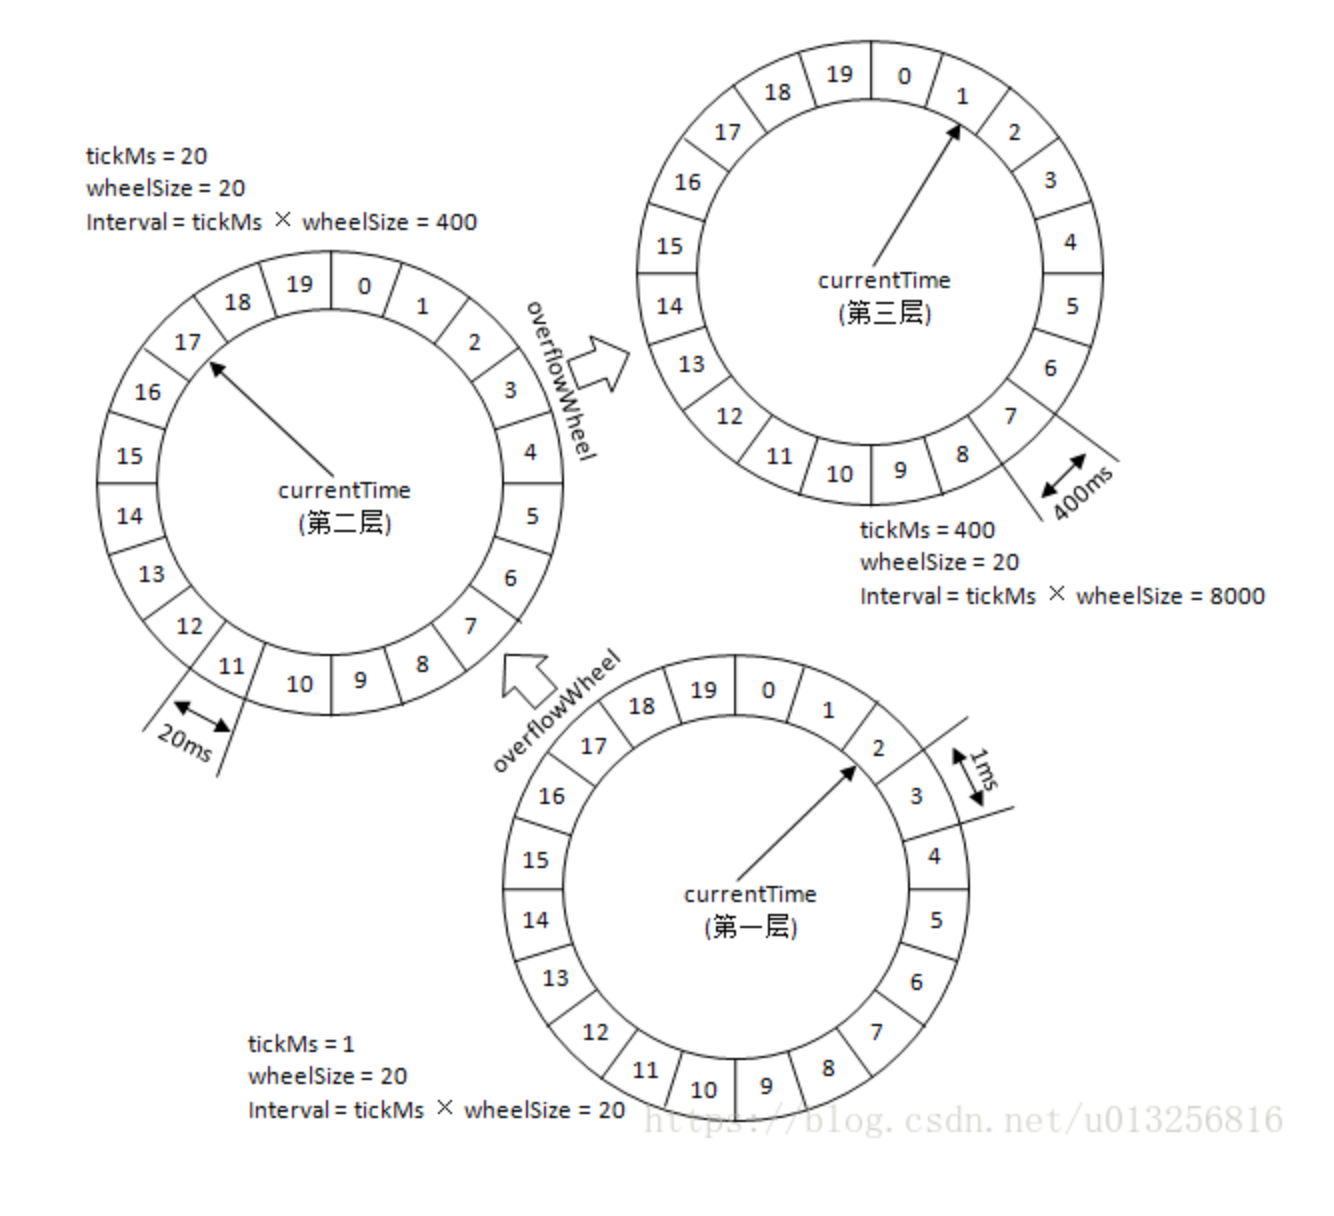 tickMs = 20
wheelSize = 20
Interval = tickMs × wheelSize = 400
0
1
2
3
4
5
6
7
8
9
10
11
12
13
14
15
16
17
18
19
currentTime
(第二层)
20ms
overflowWheel
0
1
2
3
4
5
6
7
8
9
10
11
12
13
14
15
16
17
18
19
currentTime
(第三层)
400ms
tickMs = 400
wheelSize = 20
Interval = tickMs × wheelSize = 8000
overflowWheel
0
1
2
3
4
5
6
7
8
9
10
11
12
13
14
15
16
17
18
19
currentTime
(第一层)
1ms
tickMs = 1
wheelSize = 20
Interval = tickMs × wheelSize = 20
https://blog.csdn.net/u013256816